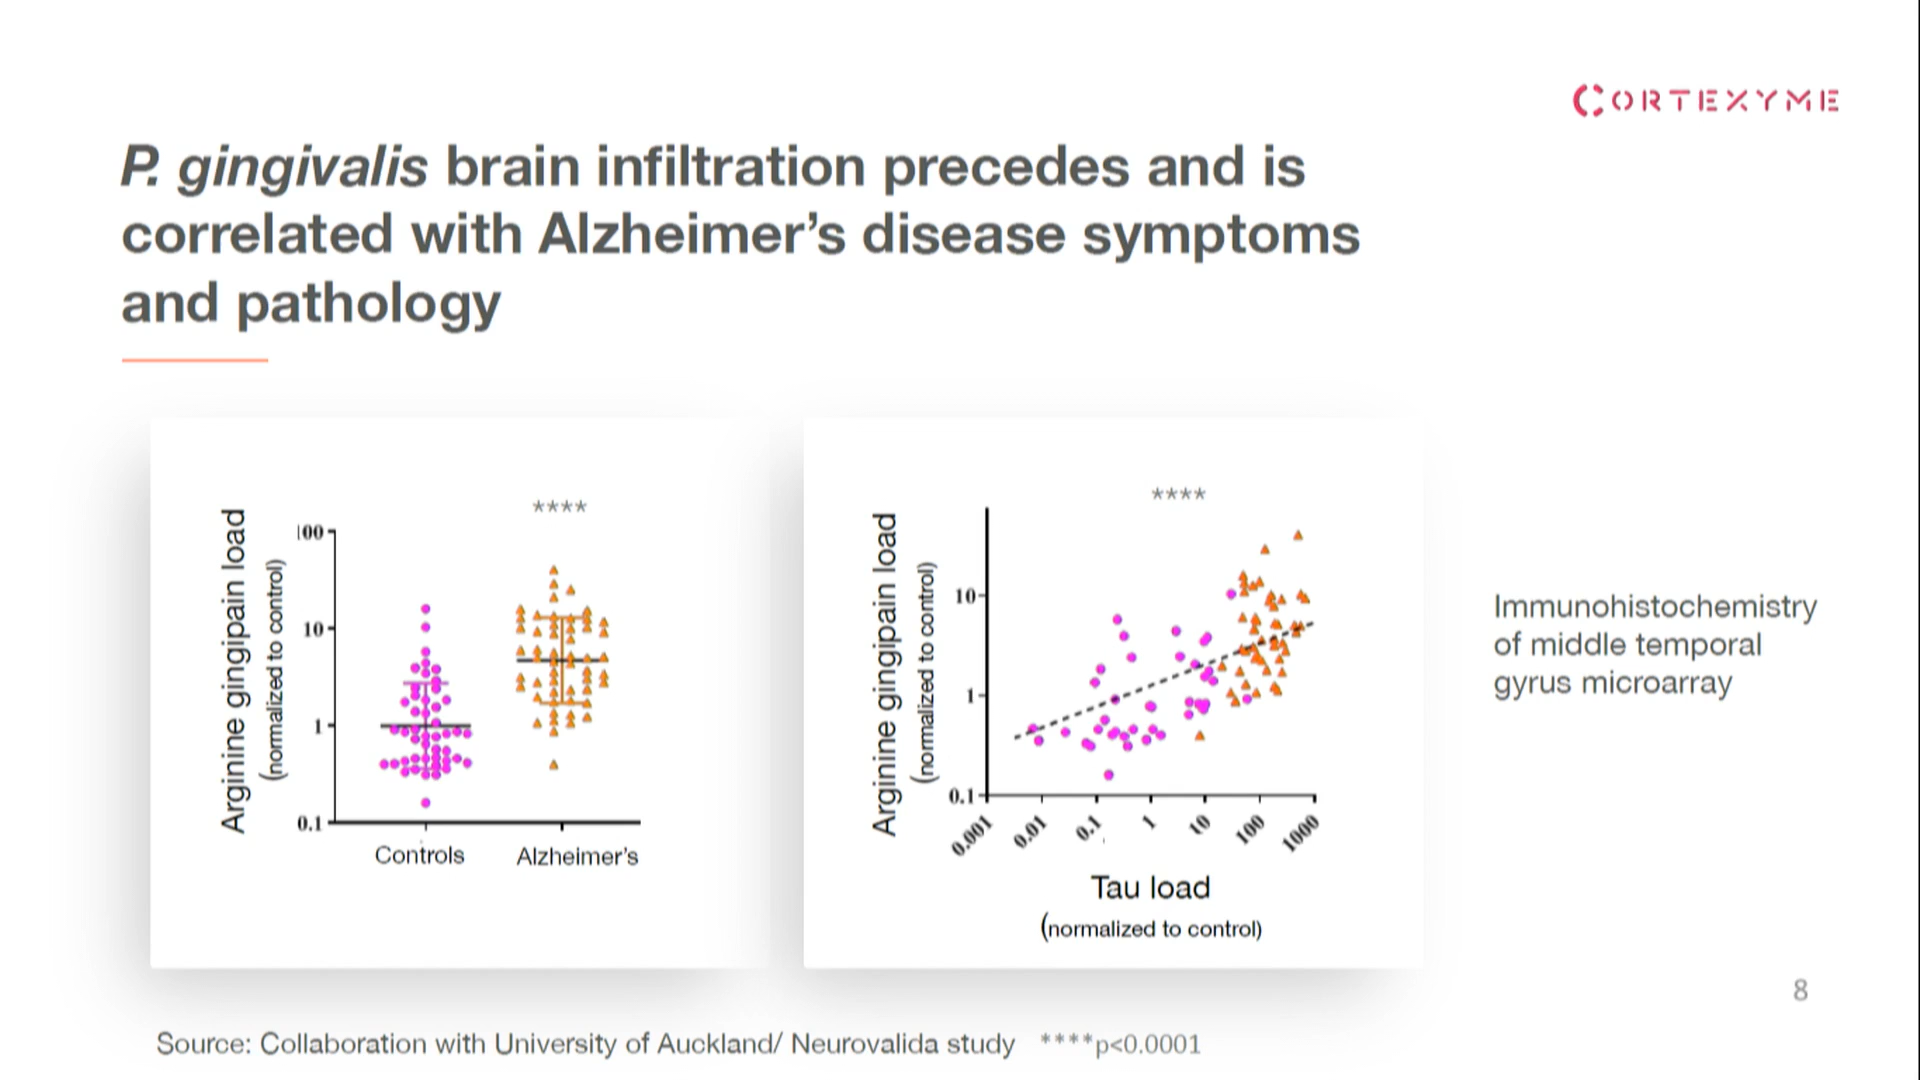 CORTEXYME
P. gingivalis brain infiltration precedes and is
correlated with Alzheimer's disease symptoms
and pathology
****
Arginine gingipain load
(normalized to control)
100
10
1
0.1
Controls
Alzheimer's
****
Arginine gingipain load
(normalized to control)
10
1
0.1
0.001
0.01
0.1
1
10
100
1000
Tau load
(normalized to control)
Immunohistochemistry
of middle temporal
gyrus microarray
8
Source: Collaboration with University of Auckland/ Neurovalida study ****p<0.0001